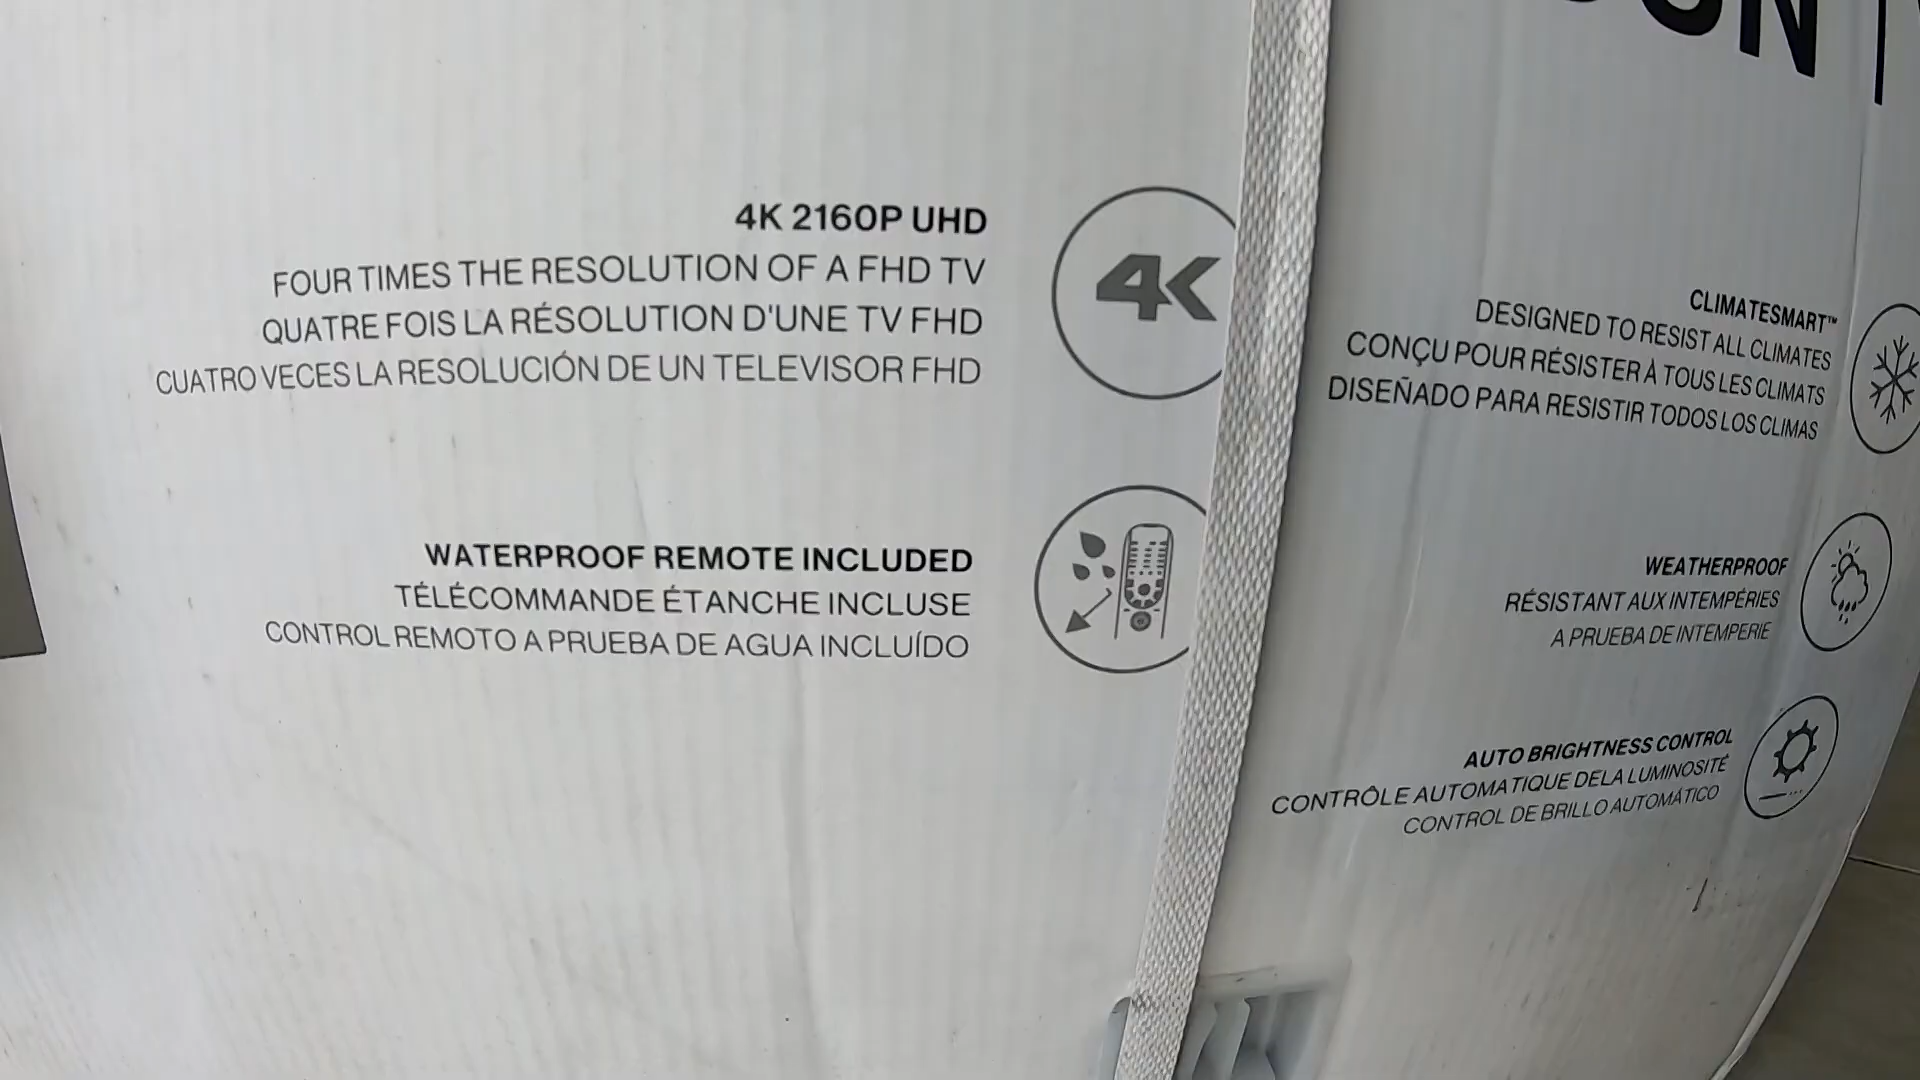 4K 2160P UHD
FOUR TIMES THE RESOLUTION OF A FHD TV
QUATRE FOIS LA RÉSOLUTION D'UNE TV FHD
CUATRO VECES LA RESOLUCIÓN DE UN TELEVISOR FHD
4K
WATERPROOF REMOTE INCLUDED
TÉLÉCOMMANDE ÉTANCHE INCLUSE
CONTROL REMOTO A PRUEBA DE AGUA INCLUÍDO
CLIMATESMART™
DESIGNED TO RESIST ALL CLIMATES
CONÇU POUR RÉSISTER À TOUS LES CLIMATS
DISEÑADO PARA RESISTIR TODOS LOS CLIMAS
WEATHERPROOF
RÉSISTANT AUX INTEMPÉRIES
A PRUEBA DE INTEMPERIE
AUTO BRIGHTNESS CONTROL
CONTRÔLE AUTOMATIQUE DE LA LUMINOSITÉ
CONTROL DE BRILLO AUTOMÁTICO